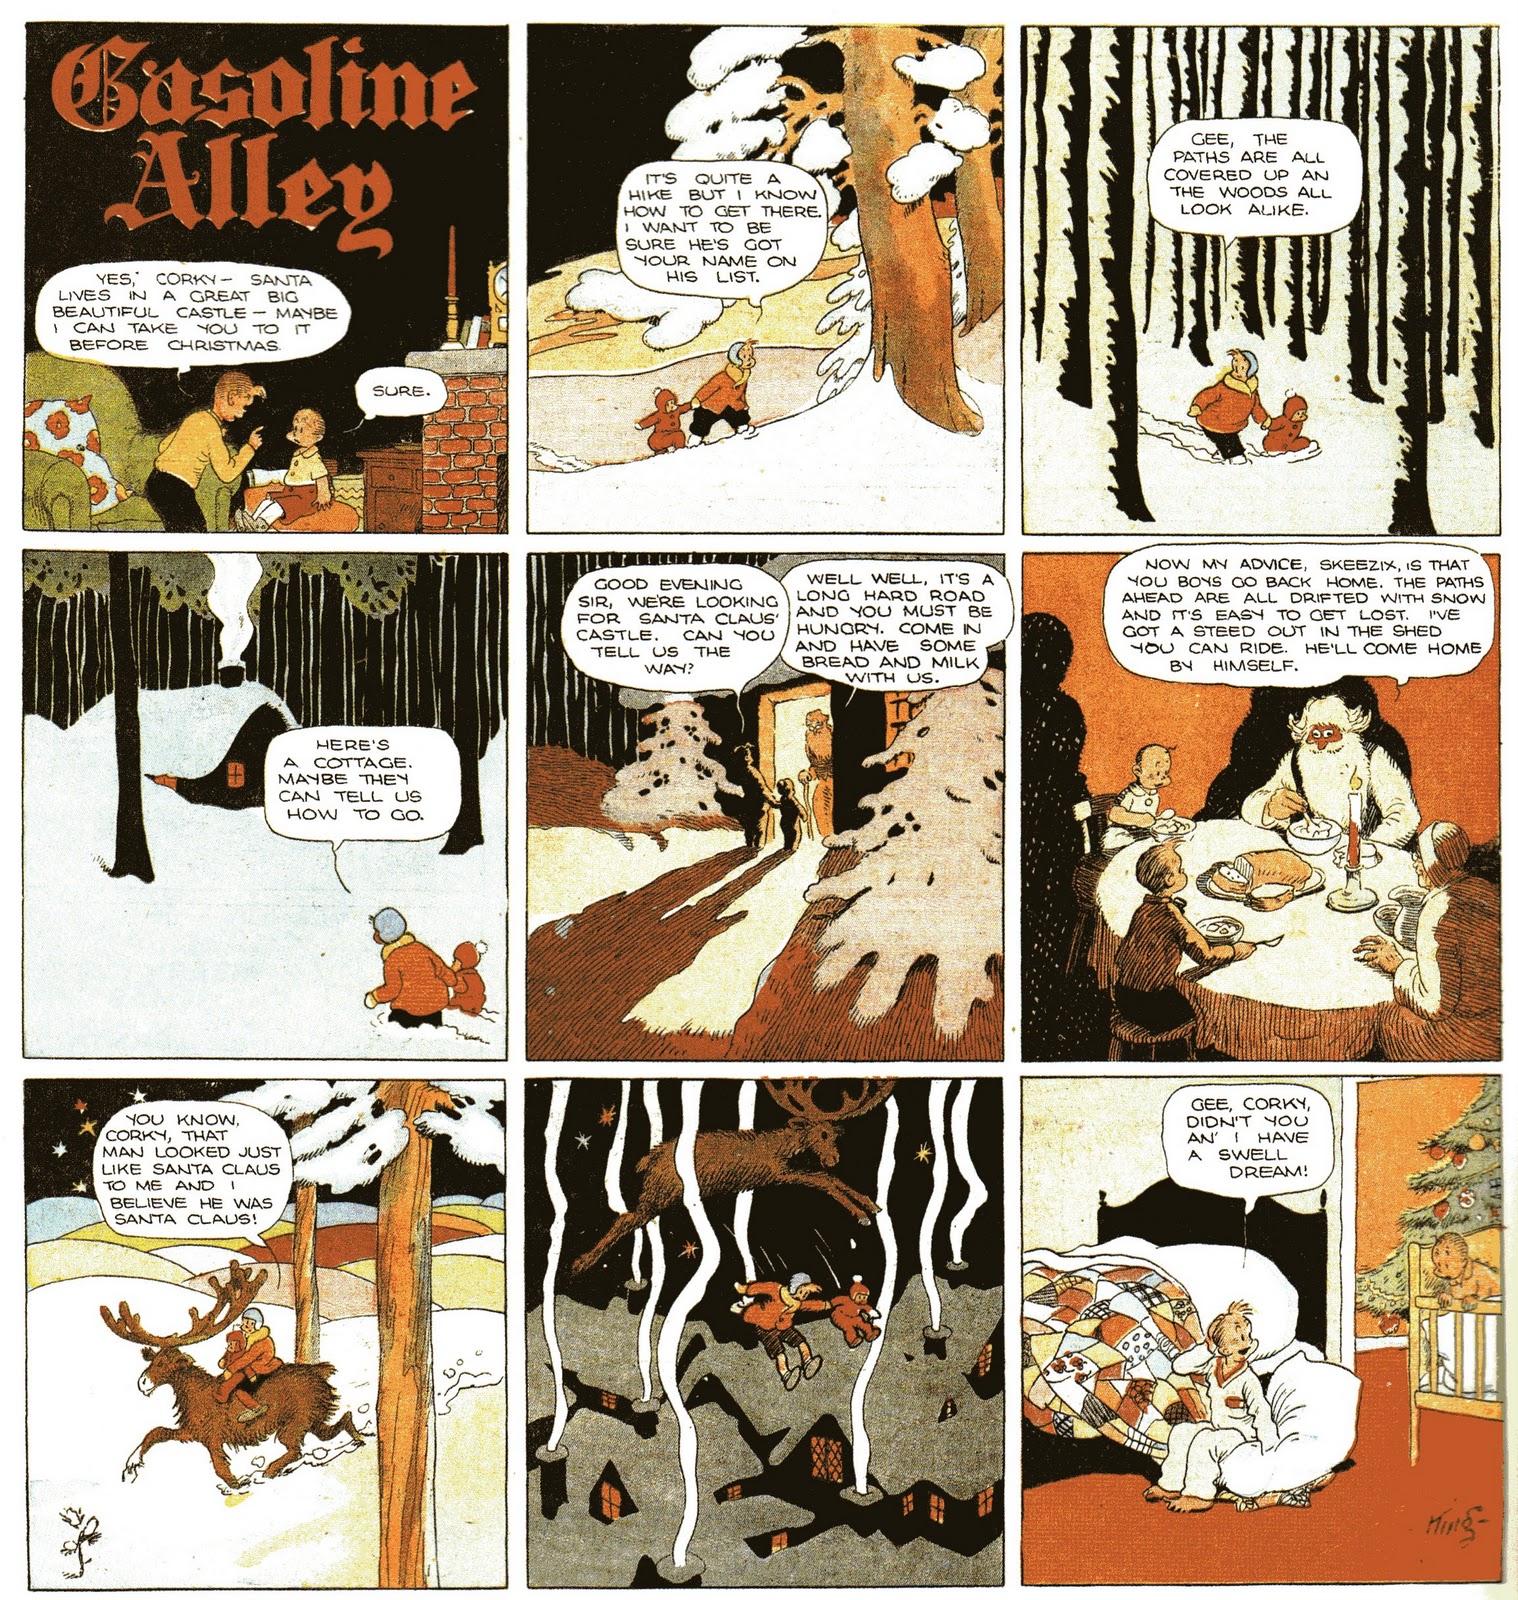 Gasoline
Alley
YES, CORKY — SANTA
LIVES IN A GREAT BIG
BEAUTIFUL CASTLE — MAYBE
I CAN TAKE YOU TO IT
BEFORE CHRISTMAS.
SURE.
IT'S QUITE A
HIKE BUT I KNOW
HOW TO GET THERE.
I WANT TO BE
SURE HE'S GOT
YOUR NAME ON
HIS LIST.
GEE, THE
PATHS ARE ALL
COVERED UP AN
THE WOODS ALL
LOOK ALIKE.
HERE'S
A COTTAGE.
MAYBE THEY
CAN TELL US
HOW TO GO.
GOOD EVENING
SIR, WE'RE LOOKING
FOR SANTA CLAUS'
CASTLE. CAN YOU
TELL US THE
WAY?
WELL WELL, IT'S A
LONG HARD ROAD
AND YOU MUST BE
HUNGRY. COME IN
AND HAVE SOME
BREAD AND MILK
WITH US.
NOW MY ADVICE, SKEEZIX, IS THAT
YOU BOYS GO BACK HOME. THE PATHS
AHEAD ARE ALL DRIFTED WITH SNOW
AND IT'S EASY TO GET LOST. I'VE
GOT A STEED OUT IN THE SHED
YOU CAN RIDE. HE'LL COME HOME
BY HIMSELF.
YOU KNOW,
CORKY, THAT
MAN LOOKED JUST
LIKE SANTA CLAUS
TO ME AND I
BELIEVE HE WAS
SANTA CLAUS!
GEE, CORKY,
DIDN'T YOU
AN' I HAVE
A SWELL
DREAM!
King-